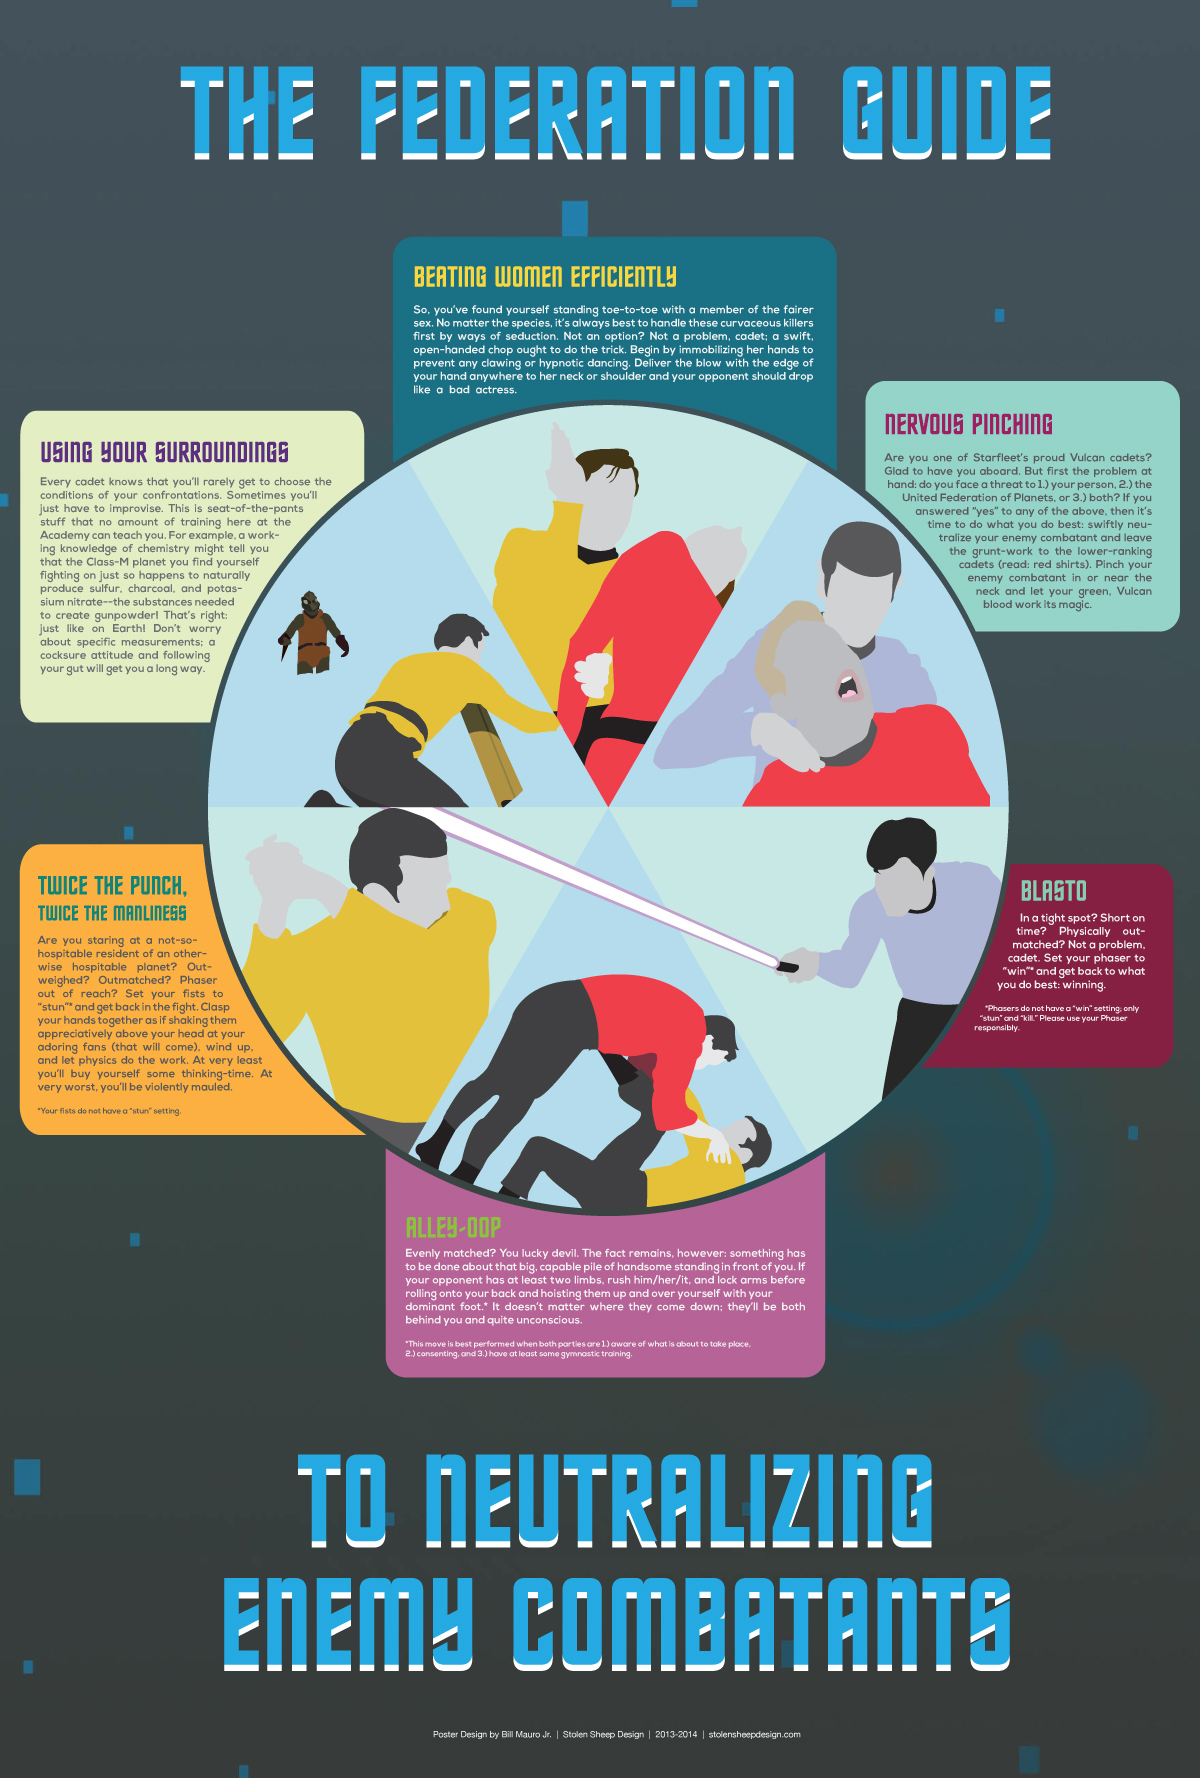 THE FEDERATION GUIDE
BEATING WOMEN EFFICIENTLY
So, you've found yourself standing toe-to-toe with a member of the fairer
sex. No matter the species, it's always best to handle these curvaceous killers
first by ways of seduction. Not an option? Not a problem, cadet; a swift,
open-handed chop ought to do the trick. Begin by immobilizing her hands to
prevent any clawing or hypnotic dancing. Deliver the blow with the edge of
your hand anywhere to her neck or shoulder and your opponent should drop
like a bad actress.
NERVOUS PINCHING
Are you one of Starfleet's proud Vulcan cadets?
Glad to have you aboard. But first the problem at
hand: do you face a threat to 1.) your person, 2.) the
United Federation of Planets, or 3.) both? If you
answered "yes" to any of the above, then it's
time to do what you do best: swiftly neu-
tralize your enemy combatant and leave
the grunt-work to the lower-ranking
cadets (read: red shirts). Pinch your
enemy combatant in or near the
neck and let your green, Vulcan
blood work its magic.
USING YOUR SURROUNDINGS
Every cadet knows that you'll rarely get to choose the
conditions of your confrontations. Sometimes you'll
just have to improvise. This is seat-of-the-pants
stuff that no amount of training here at the
Academy can teach you. For example, a work-
ing knowledge of chemistry might tell you
that the Class-M planet you find yourself
fighting on just so happens to naturally
produce sulfur, charcoal, and potas-
sium nitrate--the substances needed
to create gunpowder! That's right:
just like on Earth! Don't worry
about specific measurements; a
cocksure attitude and following
your gut will get you a long way.
TWICE THE PUNCH,
TWICE THE MANLINESS
Are you staring at a not-so-
hospitable resident of an other-
wise hospitable planet? Out-
weighed? Outmatched? Phaser
out of reach? Set your fists to
"stun"* and get back in the fight. Clasp
your hands together as if shaking them
appreciatively above your head at your
adoring fans (that will come), wind up,
and let physics do the work. At very least
you'll buy yourself some thinking-time. At
very worst, you'll be violently mauled.
*Your fists do not have a "stun" setting.
BLASTO
In a tight spot? Short on
time? Physically out-
matched? Not a problem,
cadet. Set your phaser to
"win"* and get back to what
you do best: winning.
*Phasers do not have a "win" setting; only
"stun" and "kill." Please use your Phaser
responsibly.
ALLEY-OOP
Evenly matched? You lucky devil. The fact remains, however: something has
to be done about that big, capable pile of handsome standing in front of you. If
your opponent has at least two limbs, rush him/her/it, and lock arms before
rolling onto your back and hoisting them up and over yourself with your
dominant foot.* It doesn't matter where they come down; they'll be both
behind you and quite unconscious.
*This move is best performed when both parties are 1.) aware of what is about to take place,
2.) consenting, and 3.) have at least some gymnastic training.
TO NEUTRALIZING
ENEMY COMBATANTS
Poster Design by Bill Mauro Jr. | Stolen Sheep Design | 2013-2014 | stolensheepdesign.com